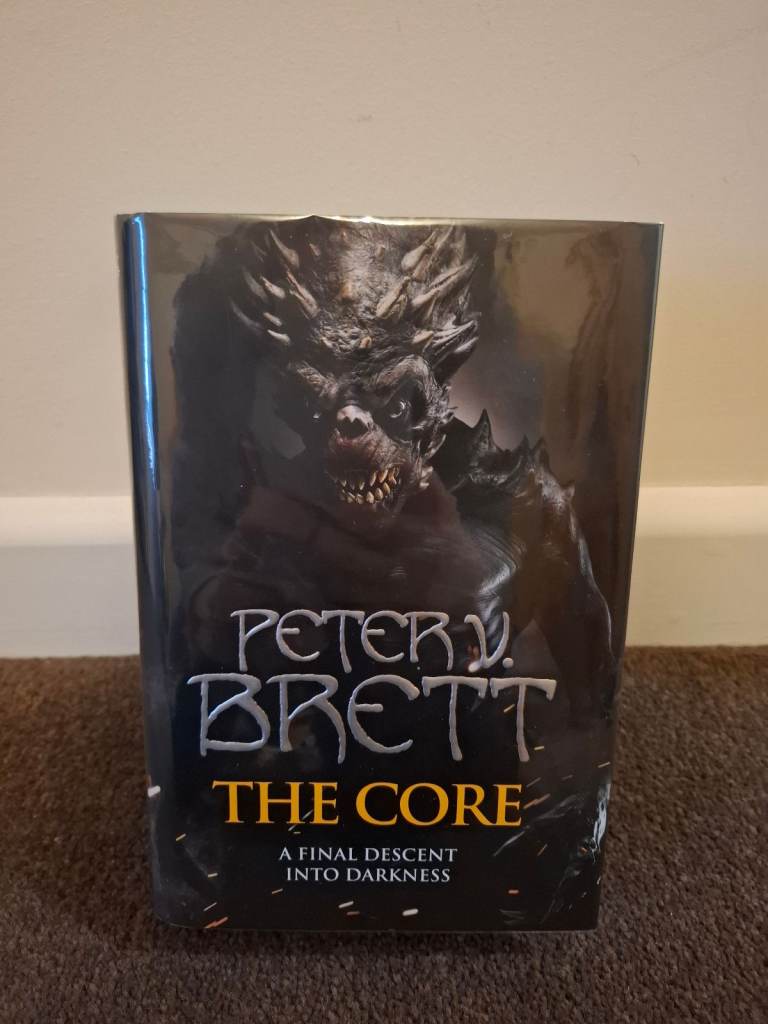 PETER V.
BRETT
THE CORE
A FINAL DESCENT
INTO DARKNESS